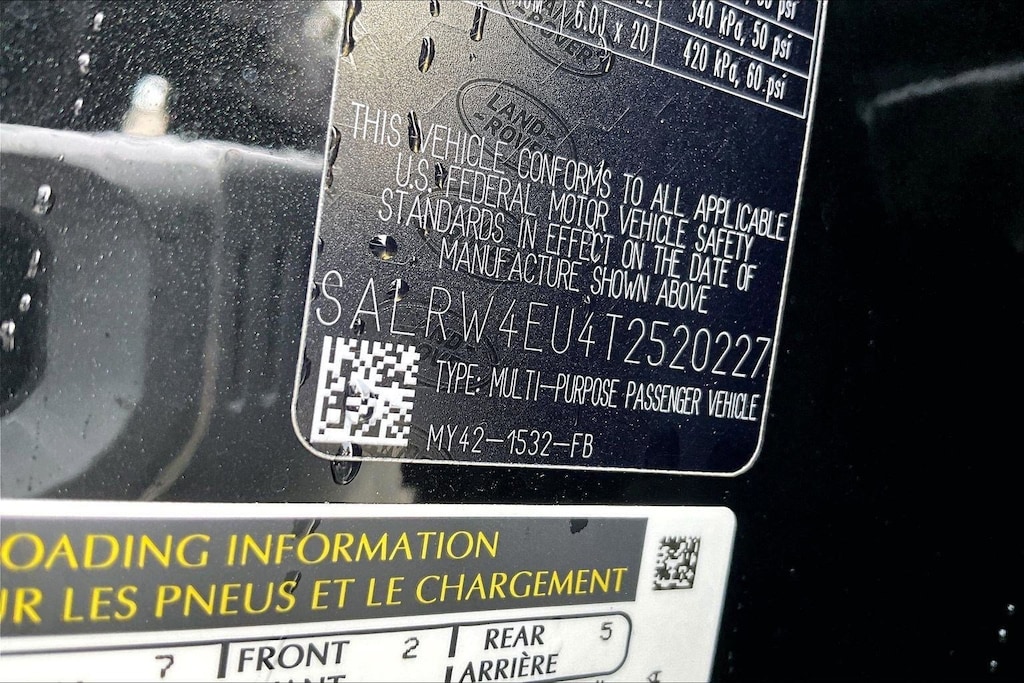 6.0J x 20
340 kPa, 50 psi
420 kPa, 60 psi
LAND-
-ROVER
THIS VEHICLE CONFORMS TO ALL APPLICABLE
U.S. FEDERAL MOTOR VEHICLE SAFETY
STANDARDS IN EFFECT ON THE DATE OF
MANUFACTURE SHOWN ABOVE
SALRW4EU4T2520227
TYPE: MULTI-PURPOSE PASSENGER VEHICLE
MY42-1532-FB
OADING INFORMATION
UR LES PNEUS ET LE CHARGEMENT
7 FRONT 2 REAR 5
ARRIÈRE